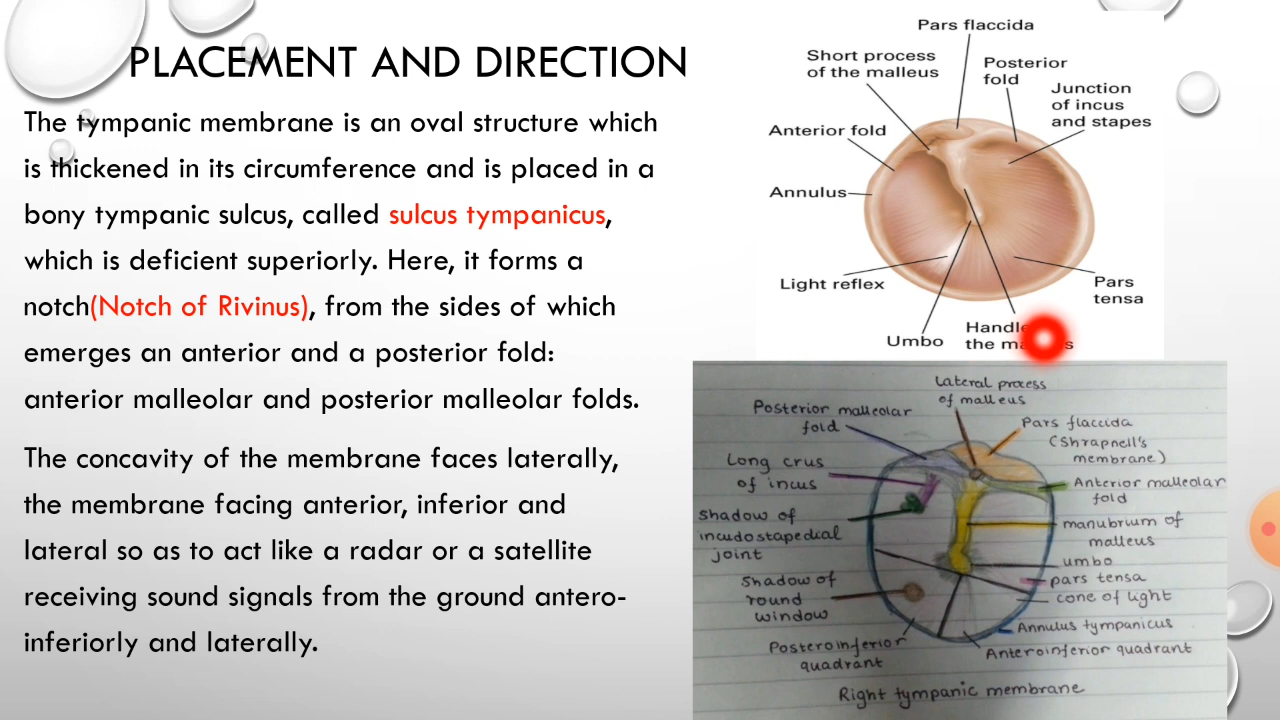 PLACEMENT AND DIRECTION
The tympanic membrane is an oval structure which
is thickened in its circumference and is placed in a
bony tympanic sulcus, called sulcus tympanicus,
which is deficient superiorly. Here, it forms a
notch(Notch of Rivinus), from the sides of which
emerges an anterior and a posterior fold:
anterior malleolar and posterior malleolar folds.
The concavity of the membrane faces laterally,
the membrane facing anterior, inferior and
lateral so as to act like a radar or a satellite
receiving sound signals from the ground antero-
inferiorly and laterally.
Pars flaccida
Short process
of the malleus
Posterior
fold
Junction
of incus
and stapes
Anterior fold
Annulus
Light reflex
Pars
tensa
Umbo
Handle
the
Lateral process
of malleus
Posterior malleolar
fold
Pars flaccida
(Shrapnell's
membrane)
Long crus
of incus
Anterior malleolar
fold
Shadow of
incudostapedial
joint
manubrium of
malleus
umbo
pars tensa
cone of light
Shadow of
round
window
Annulus tympanicus
Posteroinferior
quadrant
Anteroinferior quadrant
Right tympanic membrane